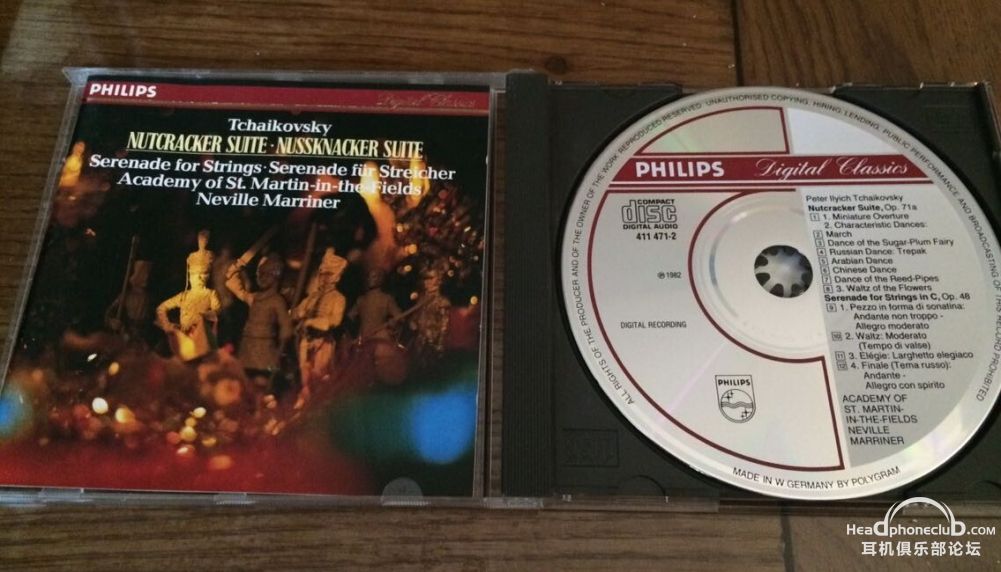 PHILIPS
Digital Classics
Tchaikovsky
NUTCRACKER SUITE · NUSSKNACKER SUITE
Serenade for Strings · Serenade für Streicher
Academy of St. Martin-in-the-Fields
Neville Marriner
ALL RIGHTS OF THE PRODUCER AND OF THE OWNER OF THE WORK REPRODUCED RESERVED. UNAUTHORISED COPYING, HIRING, LENDING, PUBLIC PERFORMANCE AND BROADCASTING OF PROHIBITED
PHILIPS
Digital Classics
COMPACT
disc
DIGITAL AUDIO
411 471-2
℗ 1982
DIGITAL RECORDING
PHILIPS
Peter Ilyich Tchaikovsky
Nutcracker Suite, Op. 71a
1 1. Miniature Overture
2. Characteristic Dances:
2 March
3 Dance of the Sugar-Plum Fairy
4 Russian Dance: Trepak
5 Arabian Dance
6 Chinese Dance
7 Dance of the Reed-Pipes
8 3. Waltz of the Flowers
Serenade for Strings in C, Op. 48
9 1. Pezzo in forma di sonatina:
Andante non troppo -
Allegro moderato
10 2. Waltz: Moderato
(Tempo di valse)
11 3. Elégie: Larghetto elegiaco
12 4. Finale (Tema russo):
Andante -
Allegro con spirito
ACADEMY OF
ST. MARTIN-
IN-THE-FIELDS
NEVILLE
MARRINER
MADE IN W GERMANY BY POLYGRAM
Headphoneclub.com
耳机俱乐部论坛